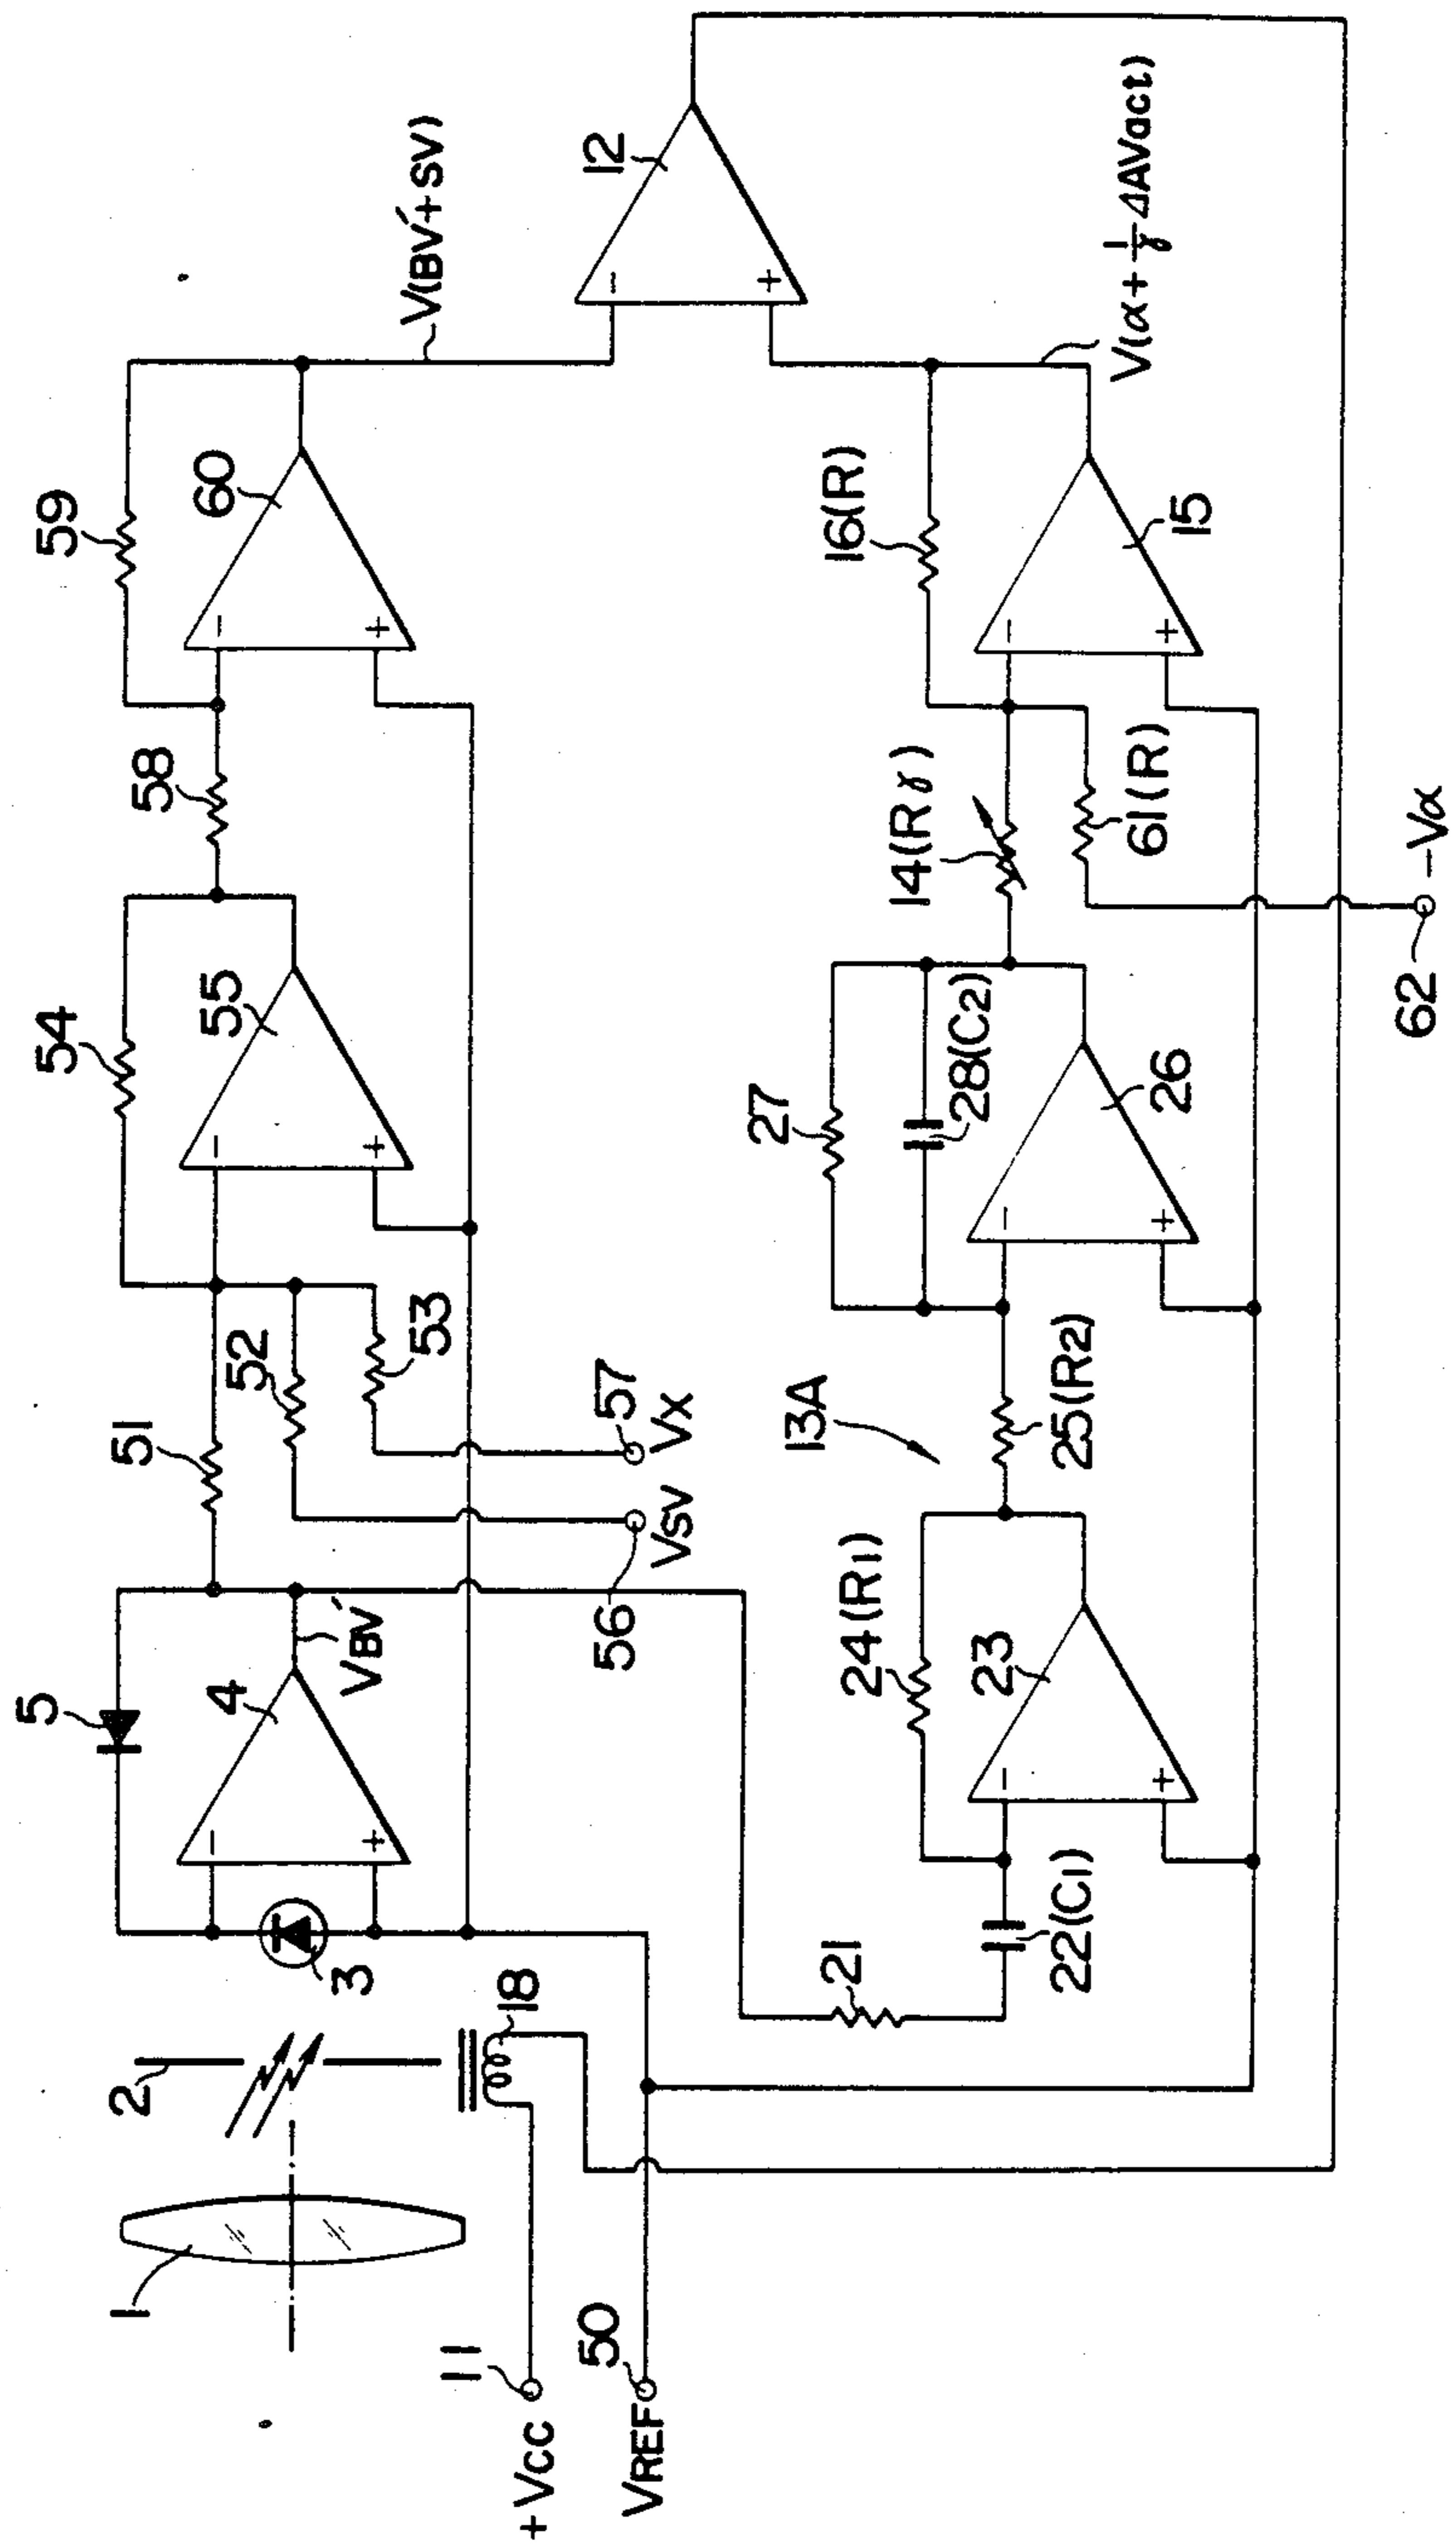 1
2
3
18
5
4
VBV´
11
+VCC
50
VREF
51
52
53
54
55
56
VSV
57
VX
58
59
60
V(BV´+SV)
12
21
22(C1)
23
24(R1)
13A
25(R2)
26
27
28(C2)
14(Rγ)
61(R)
16(R)
15
V(α+1/γ ΔAVact)
62
-Vα